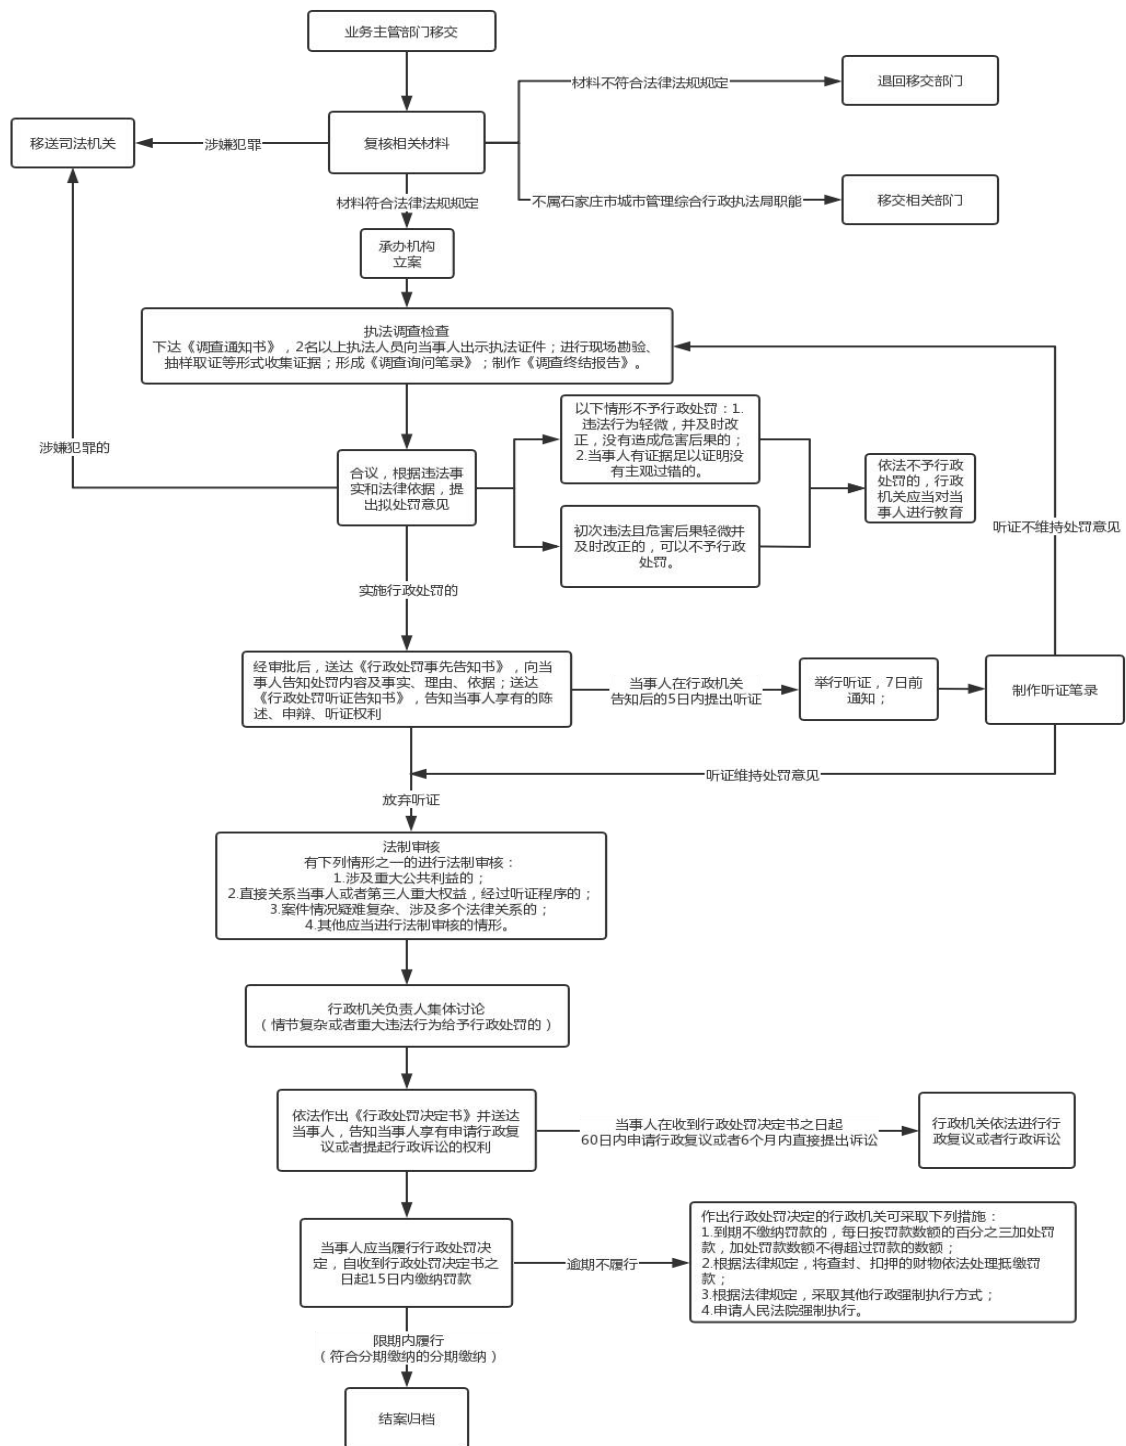 业务主管部门移交
材料不符合法律法规规定
退回移交部门
移送司法机关
涉嫌犯罪
复核相关材料
不属石家庄市城市管理综合行政执法局职能
移交相关部门
材料符合法律法规规定
承办机构
立案
执法调查检查
下达《调查通知书》，2名以上执法人员向当事人出示执法证件；进行现场勘验、
抽样取证等形式收集证据；形成《调查询问笔录》；制作《调查终结报告》。
涉嫌犯罪的
合议，根据违法事
实和法律依据，提
出拟处罚意见
以下情形不予行政处罚：1.
违法行为轻微，并及时改
正，没有造成危害后果的；
2.当事人有证据足以证明没
有主观过错的。
初次违法且危害后果轻微并
及时改正的，可以不予行政
处罚。
依法不予行政
处罚的，行政
机关应当对当
事人进行教育
听证不维持处罚意见
实施行政处罚的
经审批后，送达《行政处罚事先告知书》，向当
事人告知处罚内容及事实、理由、依据；送达
《行政处罚听证告知书》，告知当事人享有的陈
述、申辩、听证权利
当事人在行政机关
告知后的5日内提出听证
举行听证，7日前
通知；
制作听证笔录
听证维持处罚意见
放弃听证
法制审核
有下列情形之一的进行法制审核：
1.涉及重大公共利益的；
2.直接关系当事人或者第三人重大权益，经过听证程序的；
3.案件情况疑难复杂、涉及多个法律关系的；
4.其他应当进行法制审核的情形。
行政机关负责人集体讨论
（情节复杂或者重大违法行为给予行政处罚的）
依法作出《行政处罚决定书》并送达
当事人，告知当事人享有申请行政复
议或者提起行政诉讼的权利
当事人在收到行政处罚决定书之日起
60日内申请行政复议或者6个月内直接提出诉讼
行政机关依法进行行
政复议或者行政诉讼
当事人应当履行行政处罚决
定，自收到行政处罚决定书之
日起15日内缴纳罚款
逾期不履行
作出行政处罚决定的行政机关可采取下列措施：
1.到期不缴纳罚款的，每日按罚款数额的百分之三加处罚
款，加处罚款数额不得超过罚款的数额；
2.根据法律规定，将查封、扣押的财物依法处理抵缴罚
款；
3.根据法律规定，采取其他行政强制执行方式；
4.申请人民法院强制执行。
限期内履行
（符合分期缴纳的分期缴纳）
结案归档